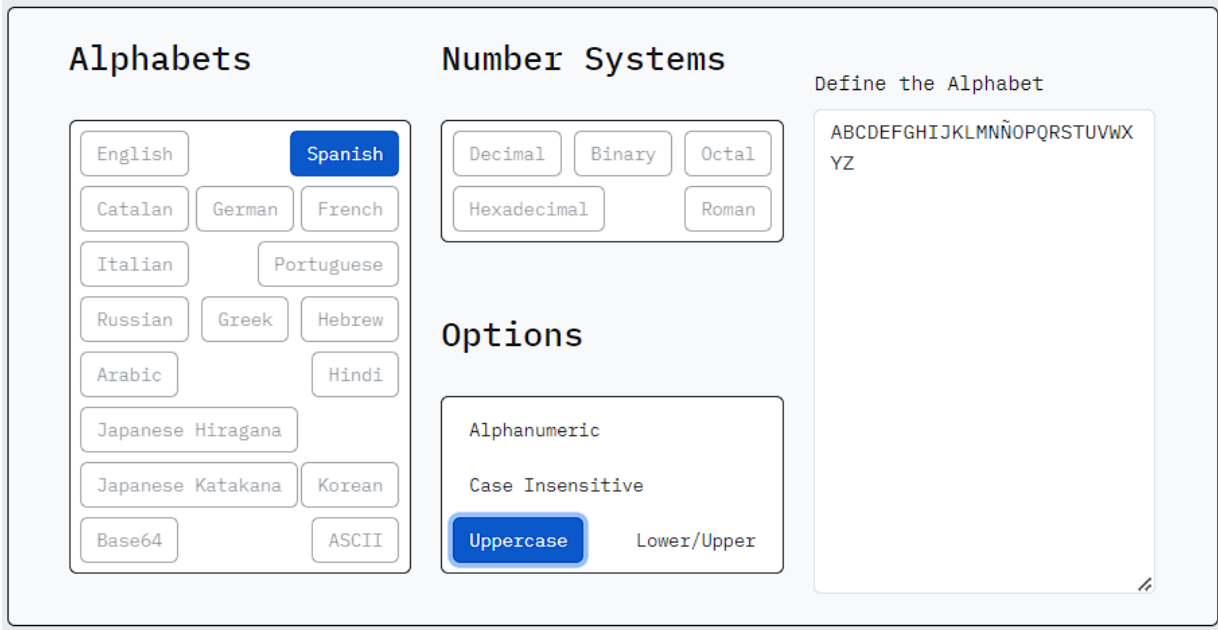 Alphabets
English Spanish
Catalan German French
Italian Portuguese
Russian Greek Hebrew
Arabic Hindi
Japanese Hiragana
Japanese Katakana Korean
Base64 ASCII
Number Systems
Decimal Binary Octal
Hexadecimal Roman
Options
Alphanumeric
Case Insensitive
Uppercase Lower/Upper
Define the Alphabet
ABCDEFGHIJKLMNÑOPQRSTUVWX
YZ